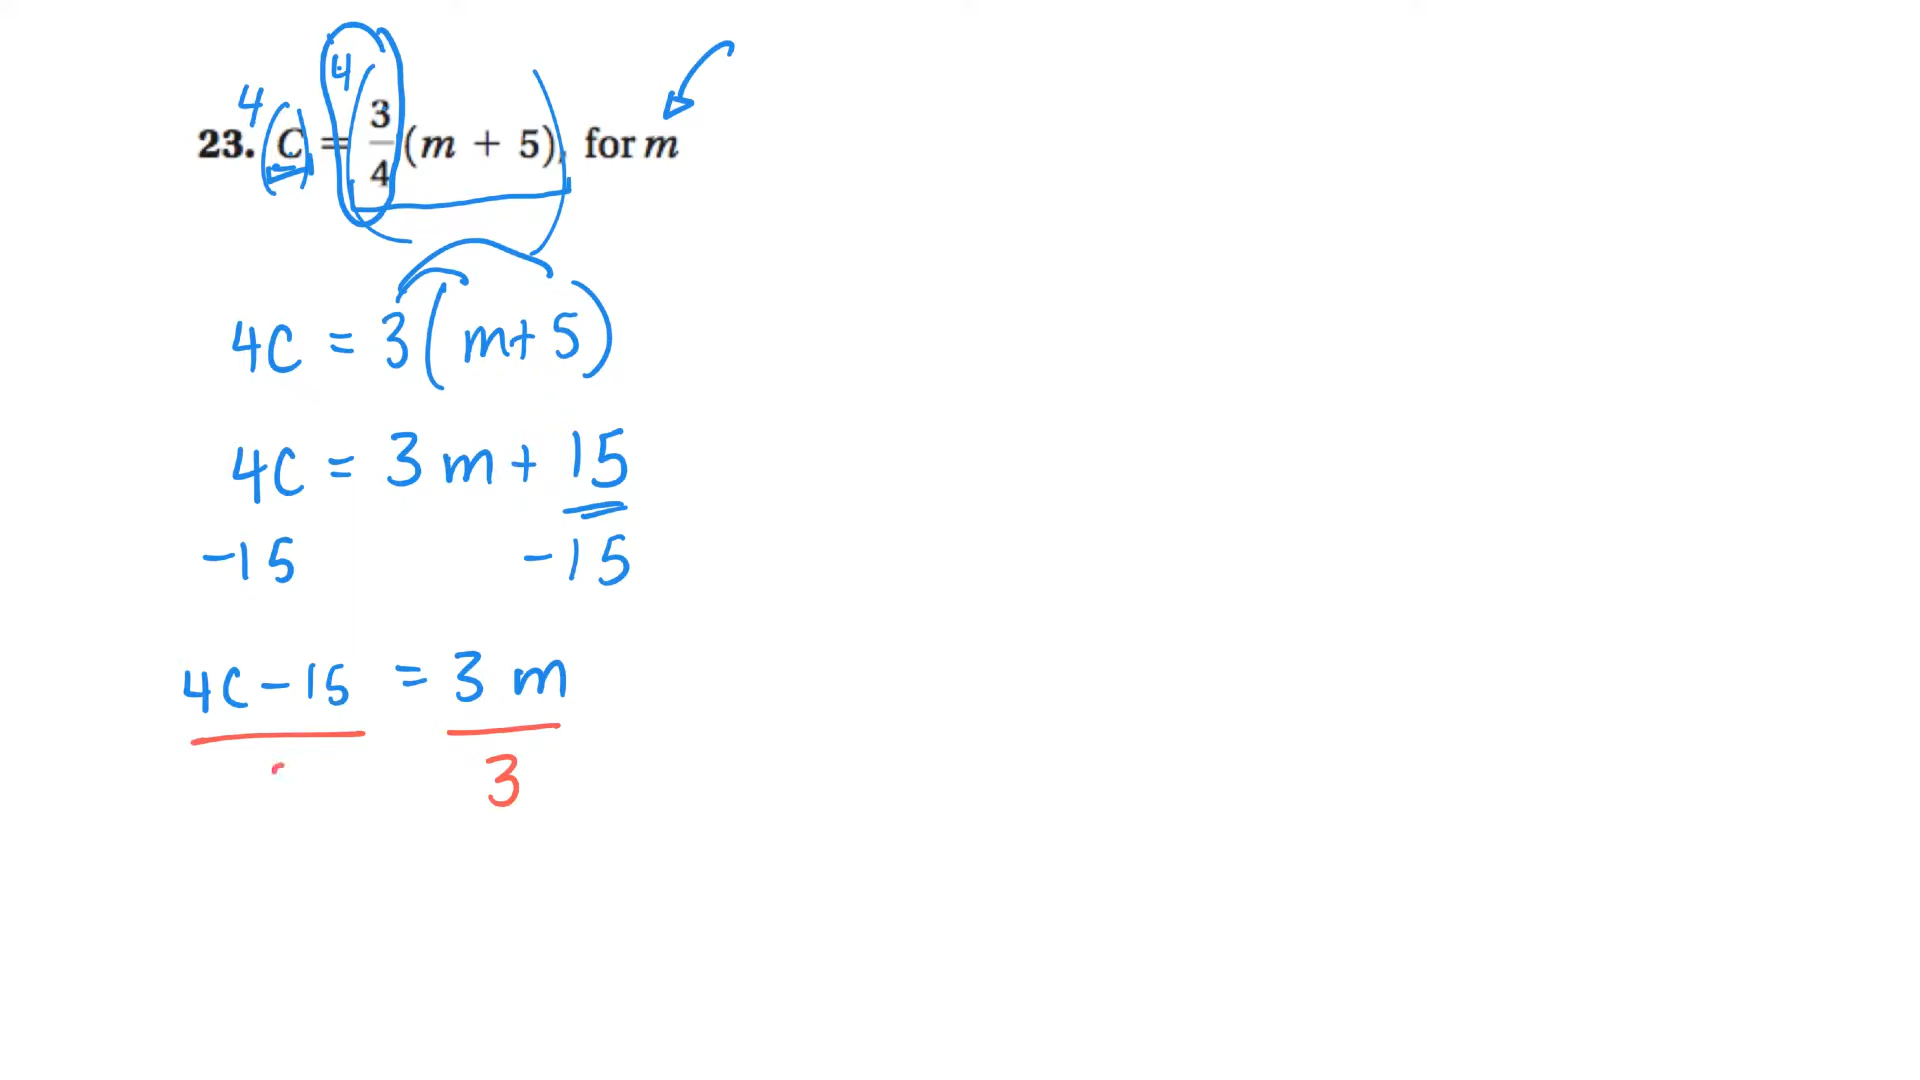 4 4
23. C = 3/4 (m + 5), for m
4C = 3(m+5)
4C = 3m + 15
-15 -15
4C - 15 = 3m
3